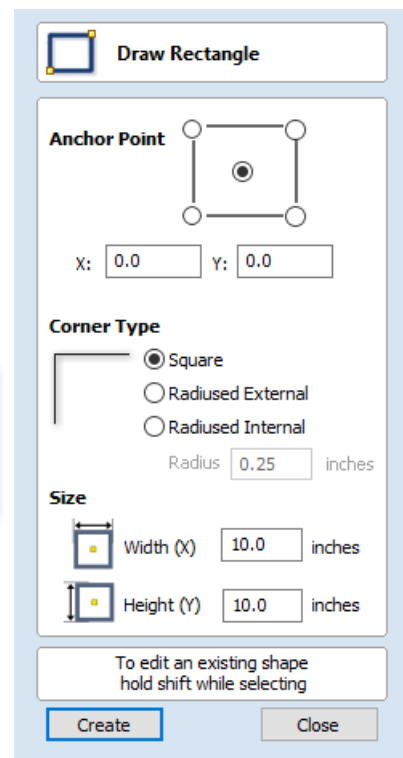 Draw Rectangle
Anchor Point
X: 0.0 Y: 0.0
Corner Type
Square
Radiused External
Radiused Internal
Radius 0.25 inches
Size
Width (X) 10.0 inches
Height (Y) 10.0 inches
To edit an existing shape
hold shift while selecting
Create Close